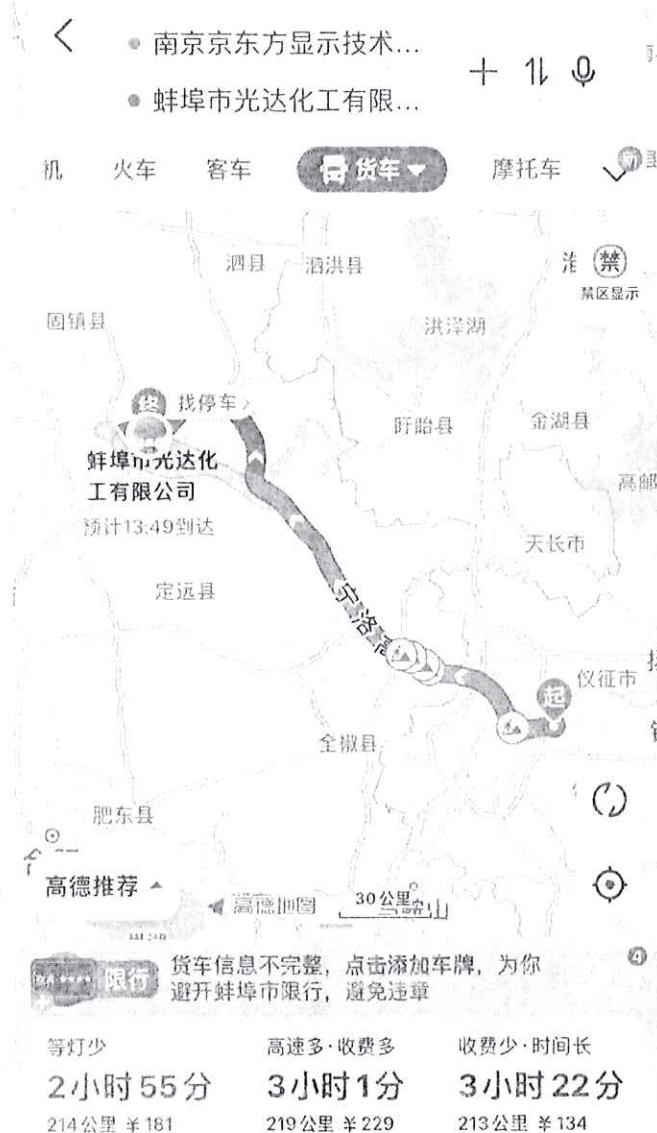 南京京东方显示技术...
蚌埠市光达化工有限...
机 火车 客车 货车 摩托车
泗县 泗洪县
禁
禁区显示
固镇县 洪泽湖
终 找停车
盱眙县 金湖县
蚌埠市光达化
工有限公司
高邮
预计13:49到达
天长市
定远县
宁洛高
仪征市
起
全椒县
肥东县
高德推荐
高德地图 30公里 马鞍山
限行 货车信息不完整，点击添加车牌，为你
避开蚌埠市限行，避免违章
4
等灯少 高速多·收费多 收费少·时间长
2小时55分 3小时1分 3小时22分
214公里 ¥181 219公里 ¥229 213公里 ¥134